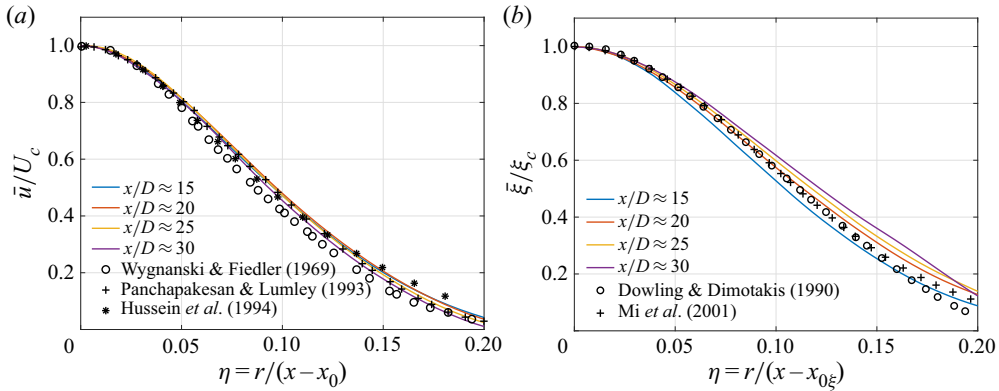 (a)
1.0
0.8
0.6
0.4
0.2
0
0.05
0.10
0.15
0.20
ū/U_c
η = r/(x−x_0)
x/D ≈ 15
x/D ≈ 20
x/D ≈ 25
x/D ≈ 30
Wygnanski & Fiedler (1969)
Panchapakesan & Lumley (1993)
Hussein et al. (1994)
(b)
1.0
0.8
0.6
0.4
0.2
0
0.05
0.10
0.15
0.20
ξ̄/ξ_c
η = r/(x−x_{0ξ})
x/D ≈ 15
x/D ≈ 20
x/D ≈ 25
x/D ≈ 30
Dowling & Dimotakis (1990)
Mi et al. (2001)